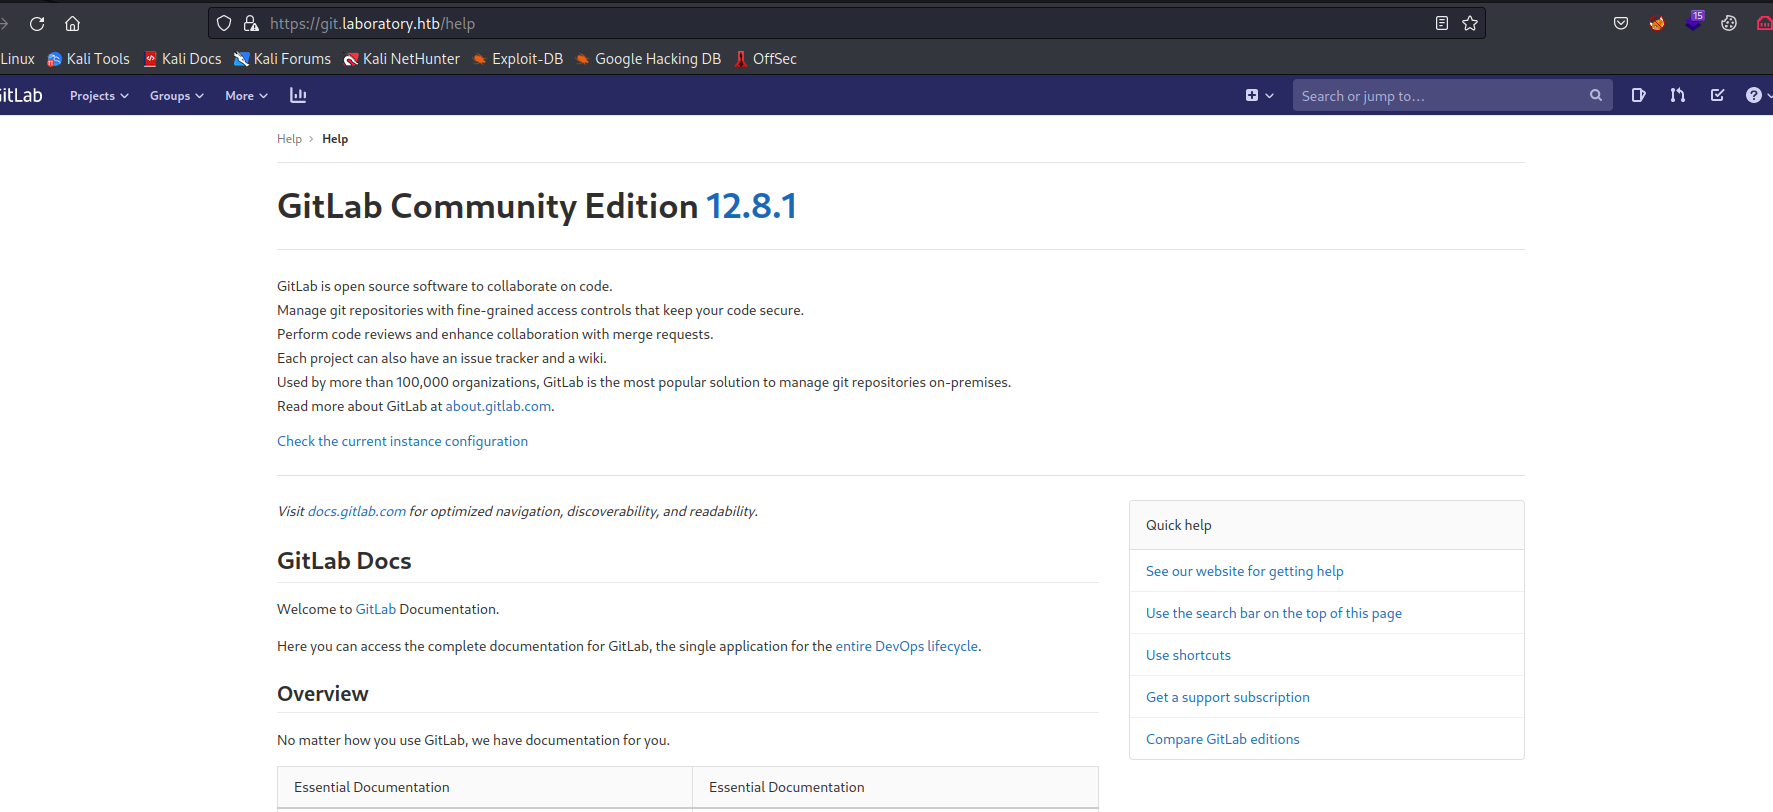 https://git.laboratory.htb/help
15
Linux Kali Tools Kali Docs Kali Forums Kali NetHunter Exploit-DB Google Hacking DB OffSec
itLab Projects Groups More Search or jump to…
Help › Help
GitLab Community Edition 12.8.1
GitLab is open source software to collaborate on code.
Manage git repositories with fine-grained access controls that keep your code secure.
Perform code reviews and enhance collaboration with merge requests.
Each project can also have an issue tracker and a wiki.
Used by more than 100,000 organizations, GitLab is the most popular solution to manage git repositories on-premises.
Read more about GitLab at about.gitlab.com.
Check the current instance configuration
Visit docs.gitlab.com for optimized navigation, discoverability, and readability.
GitLab Docs
Welcome to GitLab Documentation.
Here you can access the complete documentation for GitLab, the single application for the entire DevOps lifecycle.
Overview
No matter how you use GitLab, we have documentation for you.
Essential Documentation Essential Documentation
Quick help
See our website for getting help
Use the search bar on the top of this page
Use shortcuts
Get a support subscription
Compare GitLab editions